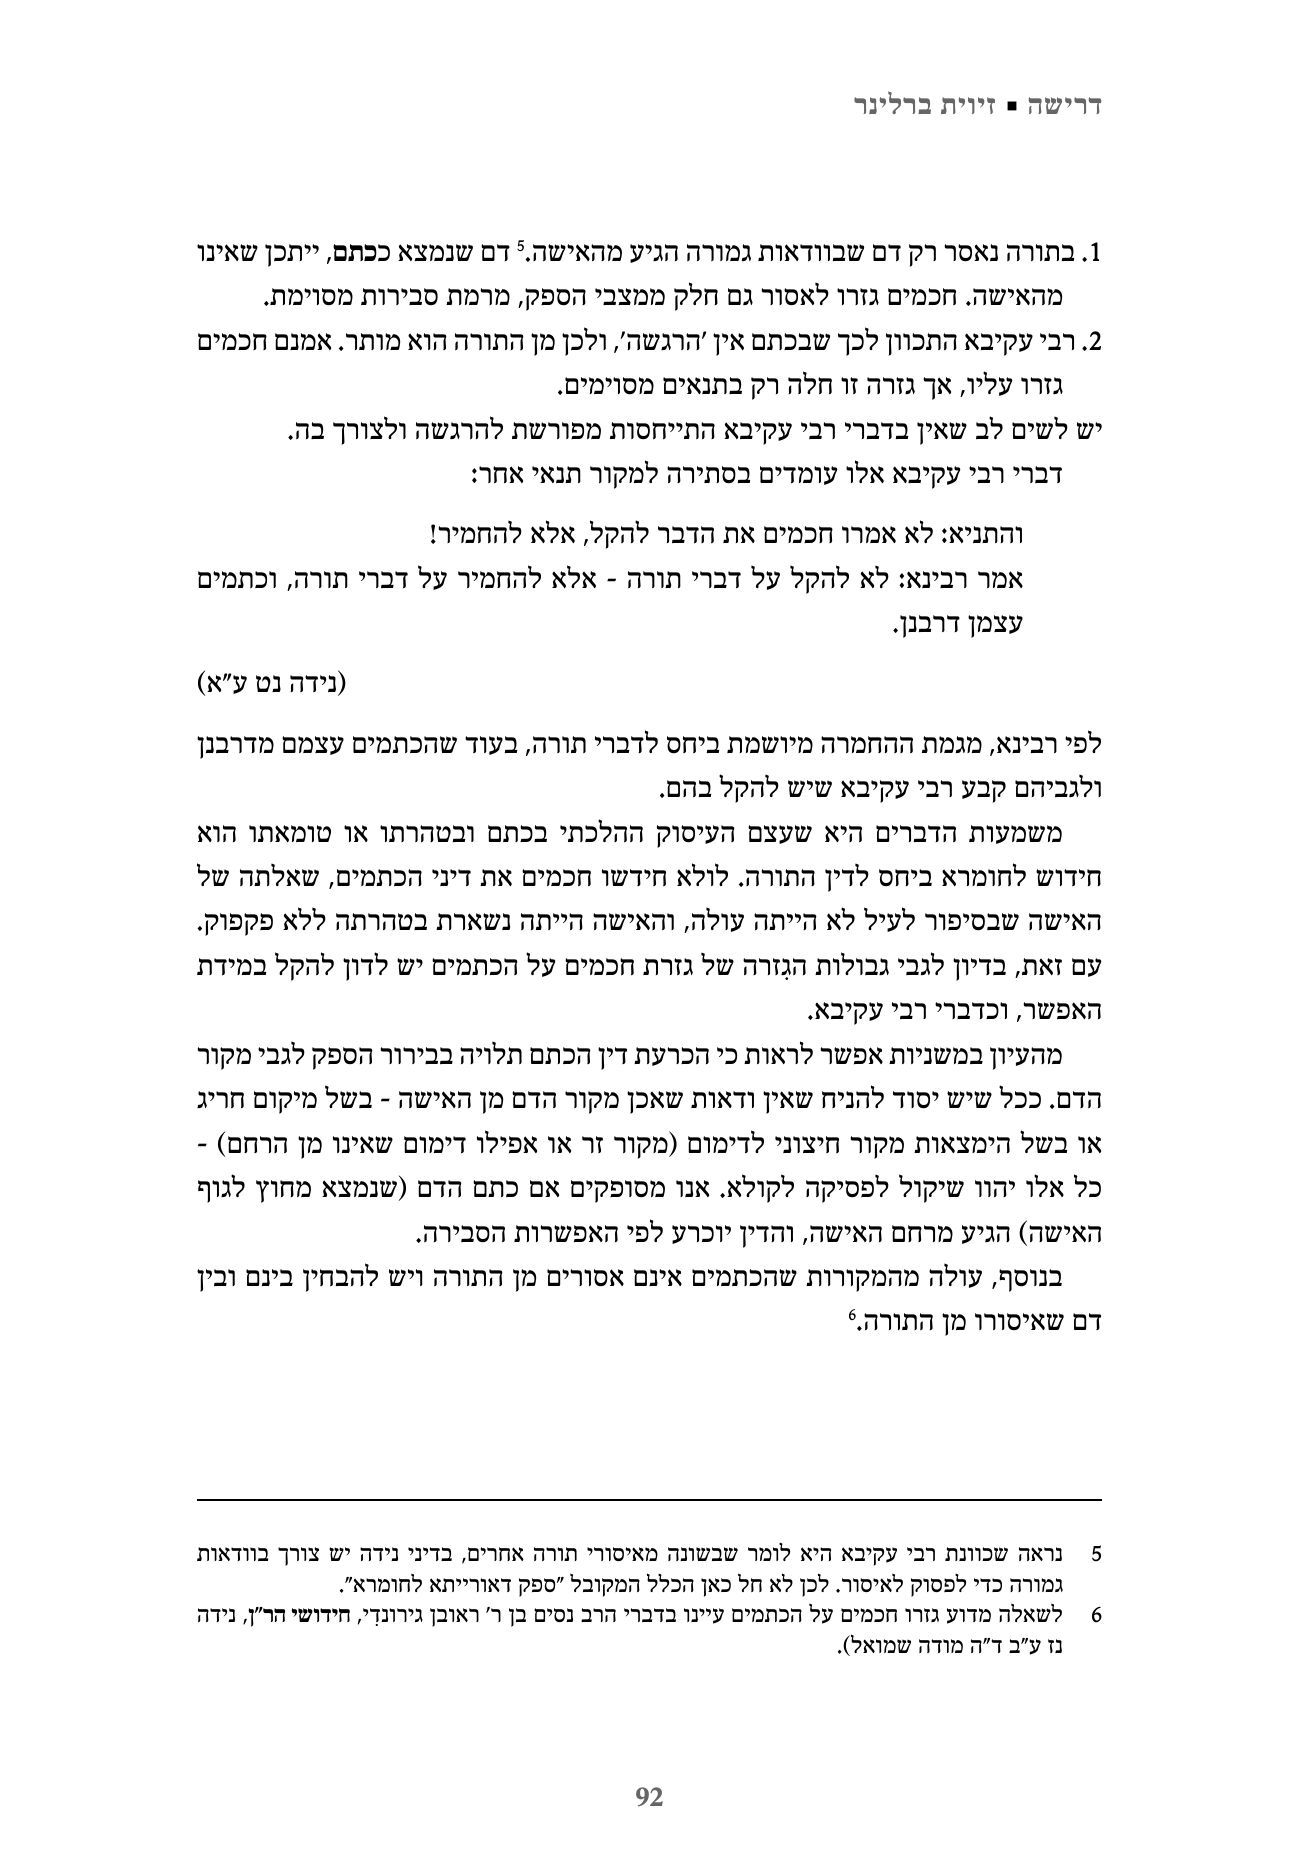 דרישה ▪ זיוית ברלינר
1. בתורה נאסר רק דם שבוודאות גמורה הגיע מהאישה.5 דם שנמצא ככתם, ייתכן שאינו
מהאישה. חכמים גזרו לאסור גם חלק ממצבי הספק, מרמת סבירות מסוימת.
2. רבי עקיבא התכוון לכך שבכתם אין 'הרגשה', ולכן מן התורה הוא מותר. אמנם חכמים
גזרו עליו, אך גזרה זו חלה רק בתנאים מסוימים.
יש לשים לב שאין בדברי רבי עקיבא התייחסות מפורשת להרגשה ולצורך בה.
דברי רבי עקיבא אלו עומדים בסתירה למקור תנאי אחר:
והתניא: לא אמרו חכמים את הדבר להקל, אלא להחמיר!
אמר רבינא: לא להקל על דברי תורה - אלא להחמיר על דברי תורה, וכתמים
עצמן דרבנן.
(נידה נט ע"א)
לפי רבינא, מגמת ההחמרה מיושמת ביחס לדברי תורה, בעוד שהכתמים עצמם מדרבנן
ולגביהם קבע רבי עקיבא שיש להקל בהם.
משמעות הדברים היא שעצם העיסוק ההלכתי בכתם ובטהרתו או טומאתו הוא
חידוש לחומרא ביחס לדין התורה. לולא חידשו חכמים את דיני הכתמים, שאלתה של
האישה שבסיפור לעיל לא הייתה עולה, והאישה הייתה נשארת בטהרתה ללא פקפוק.
עם זאת, בדיון לגבי גבולות הגִזרה של גזרת חכמים על הכתמים יש לדון להקל במידת
האפשר, וכדברי רבי עקיבא.
מהעיון במשניות אפשר לראות כי הכרעת דין הכתם תלויה בבירור הספק לגבי מקור
הדם. ככל שיש יסוד להניח שאין ודאות שאכן מקור הדם מן האישה - בשל מיקום חריג
או בשל הימצאות מקור חיצוני לדימום (מקור זר או אפילו דימום שאינו מן הרחם) -
כל אלו יהוו שיקול לפסיקה לקולא. אנו מסופקים אם כתם הדם (שנמצא מחוץ לגוף
האישה) הגיע מרחם האישה, והדין יוכרע לפי האפשרות הסבירה.
בנוסף, עולה מהמקורות שהכתמים אינם אסורים מן התורה ויש להבחין בינם ובין
דם שאיסורו מן התורה.6
5 נראה שכוונת רבי עקיבא היא לומר שבשונה מאיסורי תורה אחרים, בדיני נידה יש צורך בוודאות
גמורה כדי לפסוק לאיסור. לכן לא חל כאן הכלל המקובל "ספק דאורייתא לחומרא".
6 לשאלה מדוע גזרו חכמים על הכתמים עיינו בדברי הרב נסים בן ר' ראובן גירונדִי, חידושי הר"ן, נידה
נז ע"ב ד"ה מודה שמואל).
92